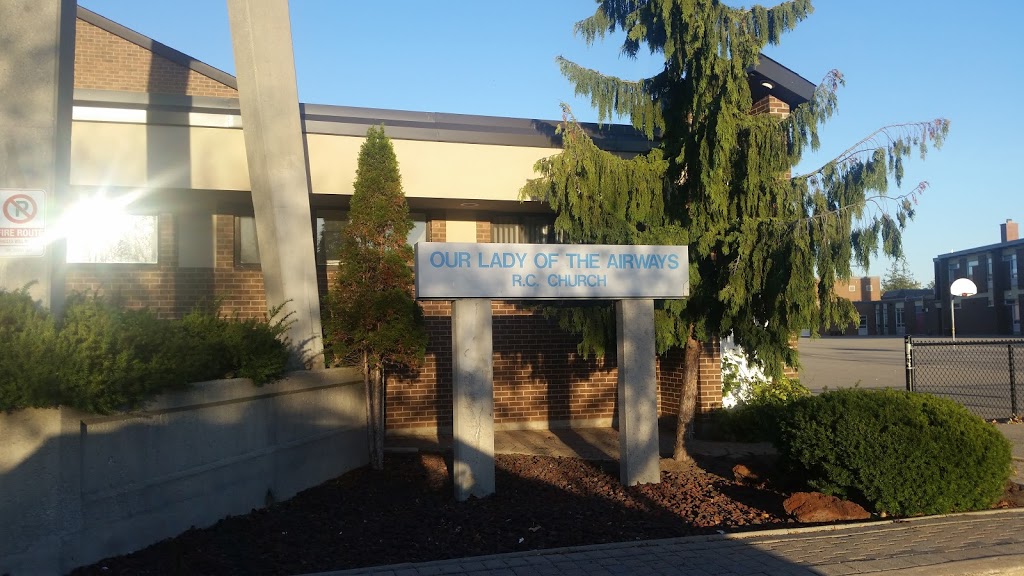 OUR LADY OF THE AIRWAYS
R.C. CHURCH
FIRE ROUTE